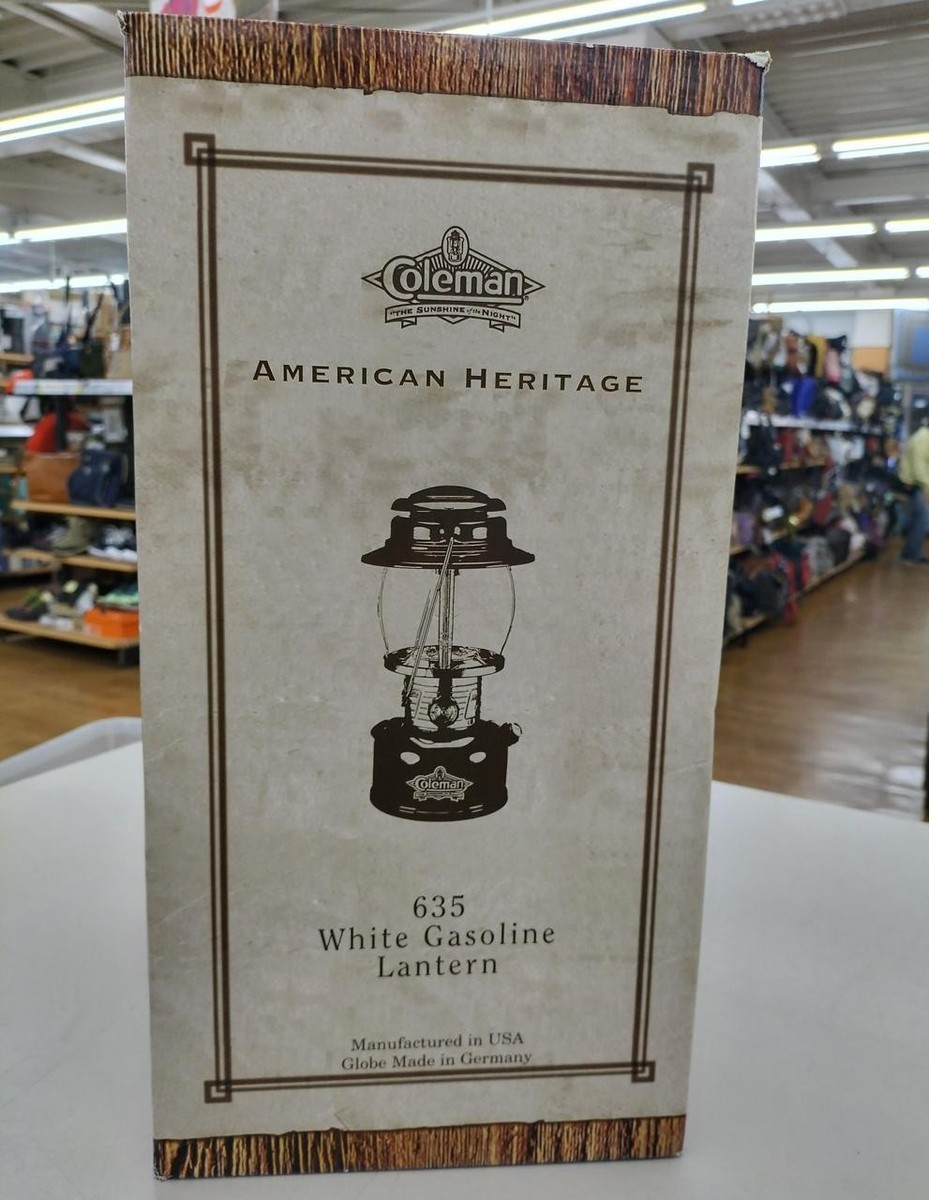 Coleman®
"THE SUNSHINE of the NIGHT"
AMERICAN HERITAGE
Coleman
635
White Gasoline
Lantern
Manufactured in USA
Globe Made in Germany